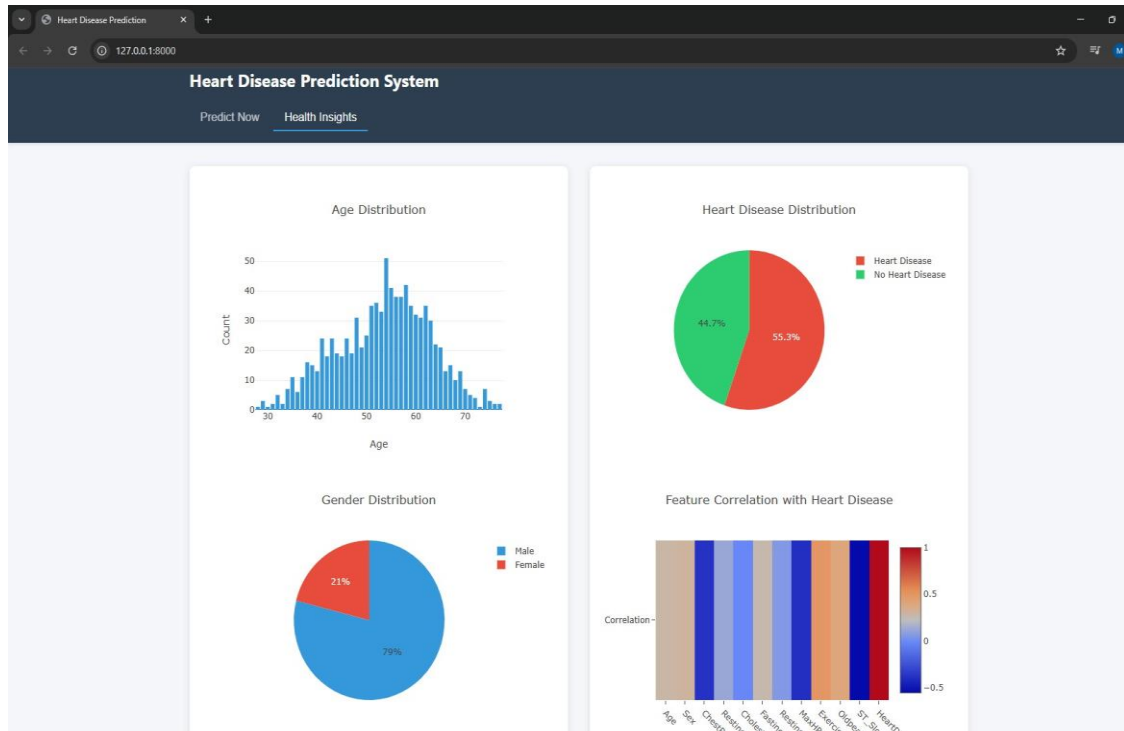 Heart Disease Prediction
127.0.0.1:8000
M
Heart Disease Prediction System
Predict Now Health Insights
Age Distribution
50
40
30
20
10
0
Count
30 40 50 60 70
Age
Heart Disease Distribution
Heart Disease
No Heart Disease
44.7%
55.3%
Gender Distribution
Male
Female
21%
79%
Feature Correlation with Heart Disease
Correlation
1
0.5
0
−0.5
Age
Sex